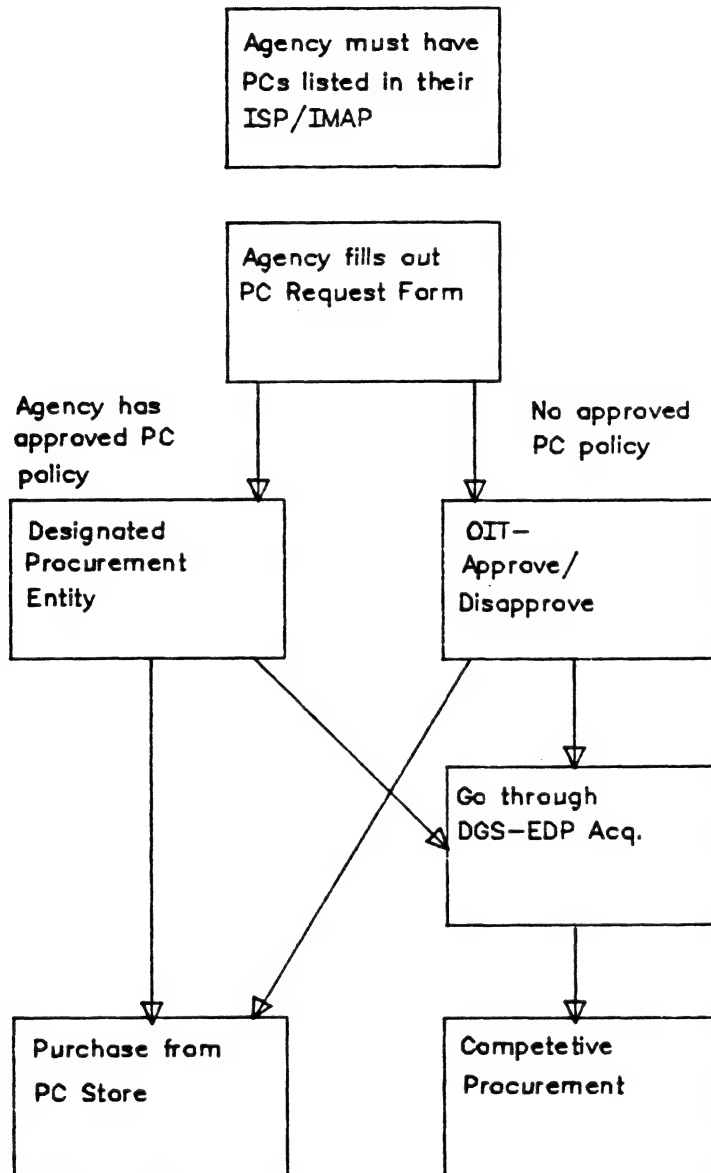 Agency must have
PCs listed in their
ISP/IMAP
Agency fills out
PC Request Form
Agency has
approved PC
policy
No approved
PC policy
Designated
Procurement
Entity
OIT-
Approve/
Disapprove
Go through
DGS-EDP Acq.
Purchase from
PC Store
Competetive
Procurement